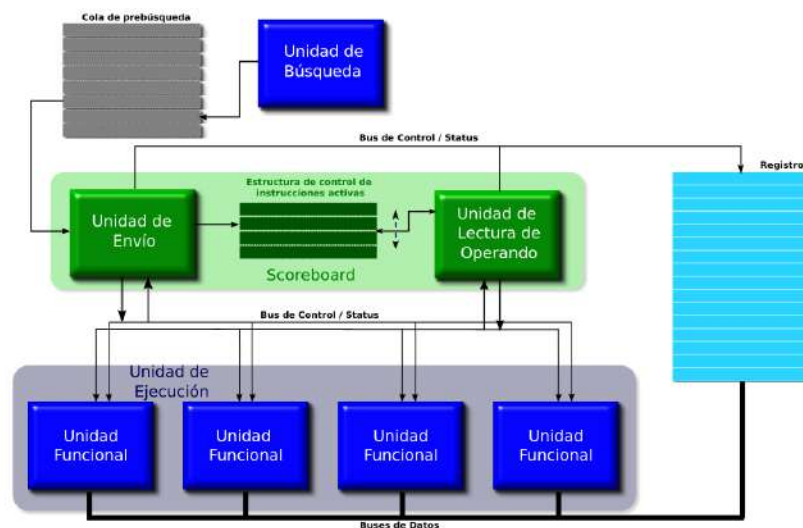 Cola de prebúsqueda
Unidad de
Búsqueda
Bus de Control / Status
Registro
Estructura de control de
instrucciones activas
Unidad de
Envío
Unidad de
Lectura de
Operando
Scoreboard
Bus de Control / Status
Unidad de
Ejecución
Unidad
Funcional
Unidad
Funcional
Unidad
Funcional
Unidad
Funcional
Buses de Datos